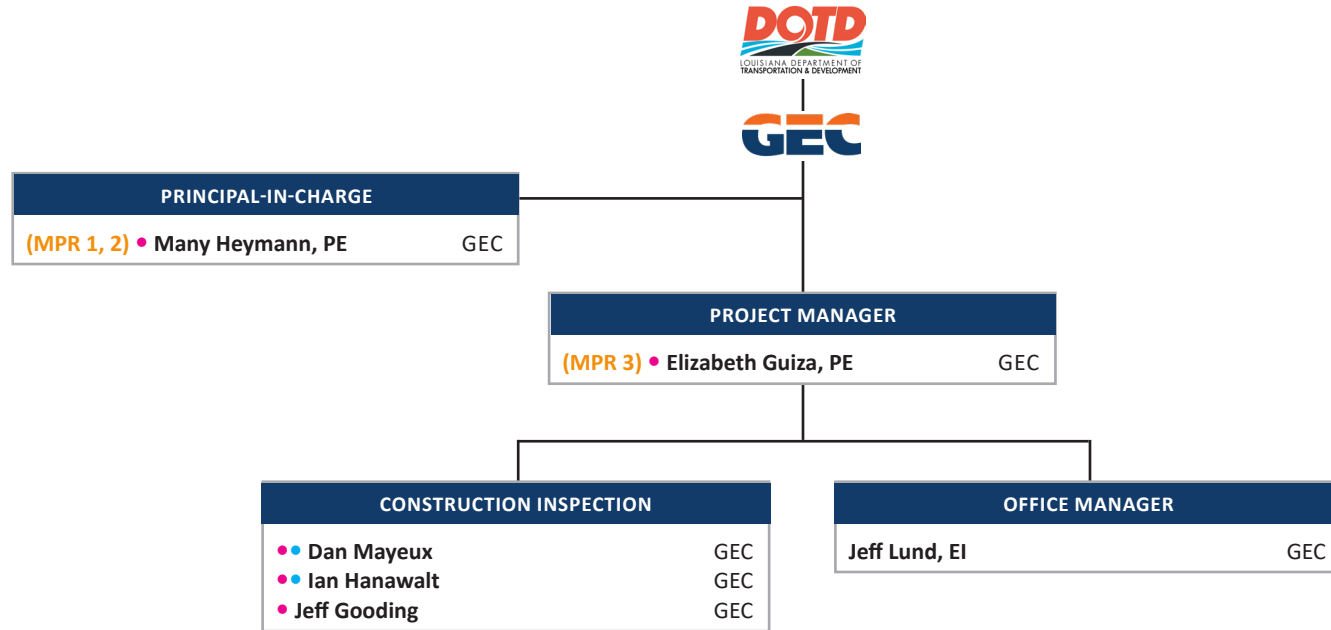 DOTD
LOUISIANA DEPARTMENT OF
TRANSPORTATION & DEVELOPMENT
GEC
PRINCIPAL-IN-CHARGE
(MPR 1, 2) • Many Heymann, PE GEC
PROJECT MANAGER
(MPR 3) • Elizabeth Guiza, PE GEC
CONSTRUCTION INSPECTION
•• Dan Mayeux GEC
•• Ian Hanawalt GEC
• Jeff Gooding GEC
OFFICE MANAGER
Jeff Lund, EI GEC